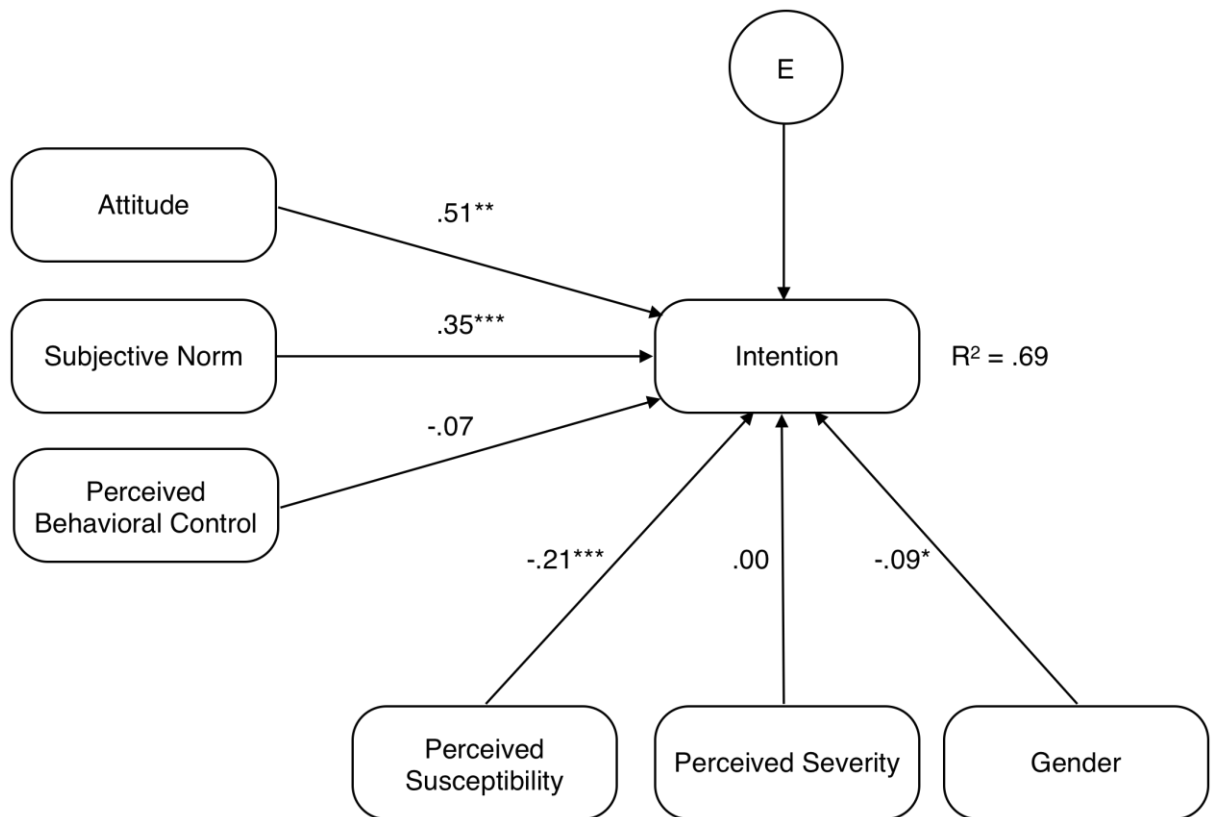 E
Attitude
.51**
Subjective Norm
.35***
Intention
R² = .69
Perceived
Behavioral Control
-.07
-.21***
.00
-.09*
Perceived
Susceptibility
Perceived Severity
Gender